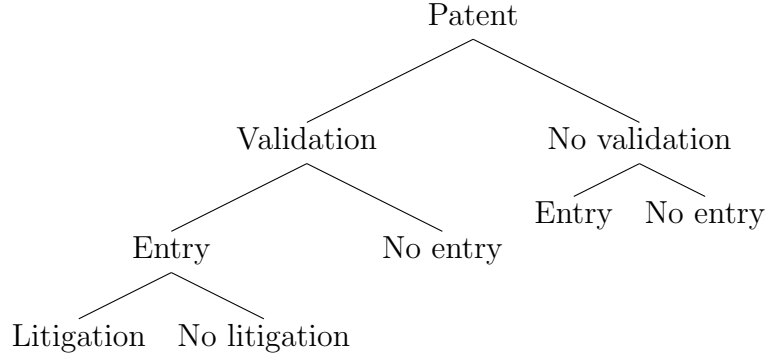 Patent
Validation No validation
Entry No entry
Entry No entry
Litigation No litigation